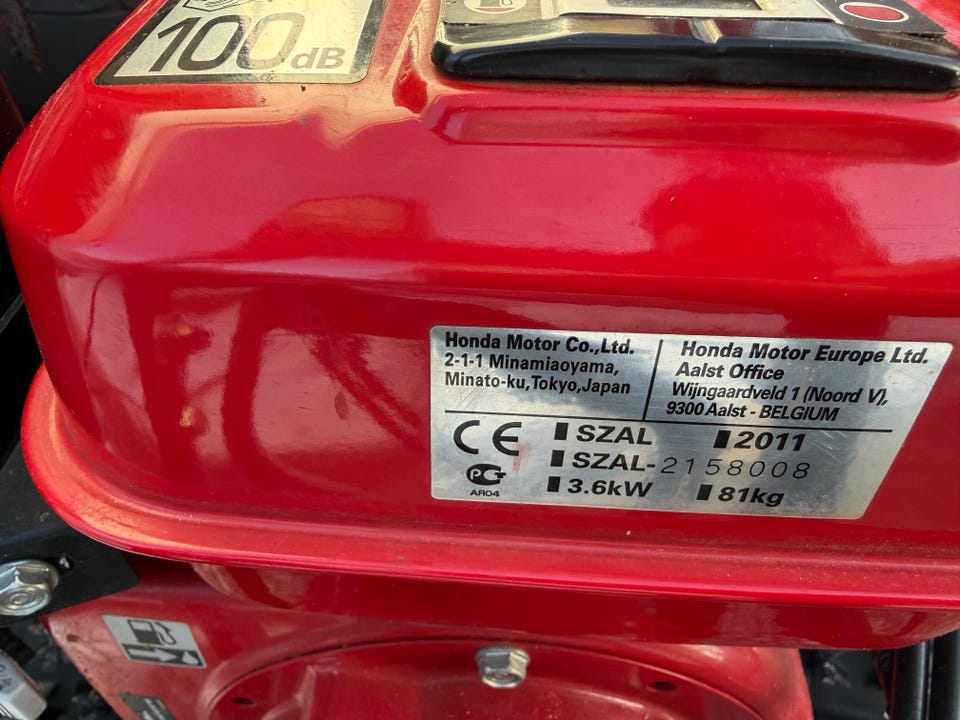 100dB
Honda Motor Co.,Ltd.
2-1-1 Minamiaoyama,
Minato-ku,Tokyo,Japan
Honda Motor Europe Ltd.
Aalst Office
Wijngaardveld 1 (Noord V),
9300 Aalst - BELGIUM
CE
SZAL
2011
SZAL-2158008
PCT
AR04
3.6kW
81kg